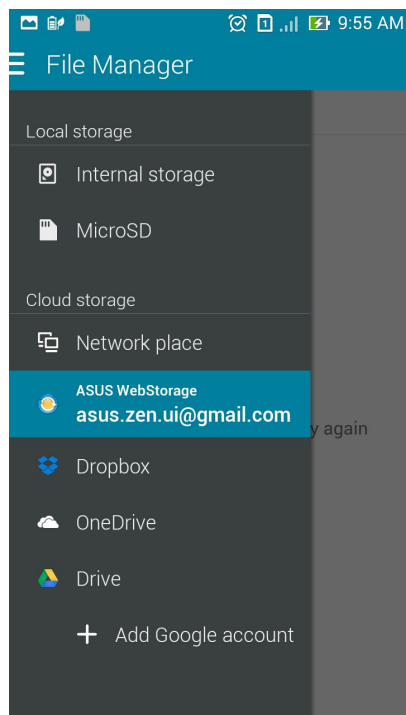 1 9:55 AM
File Manager
Local storage
Internal storage
MicroSD
Cloud storage
Network place
ASUS WebStorage
asus.zen.ui@gmail.com
y again
Dropbox
OneDrive
Drive
Add Google account